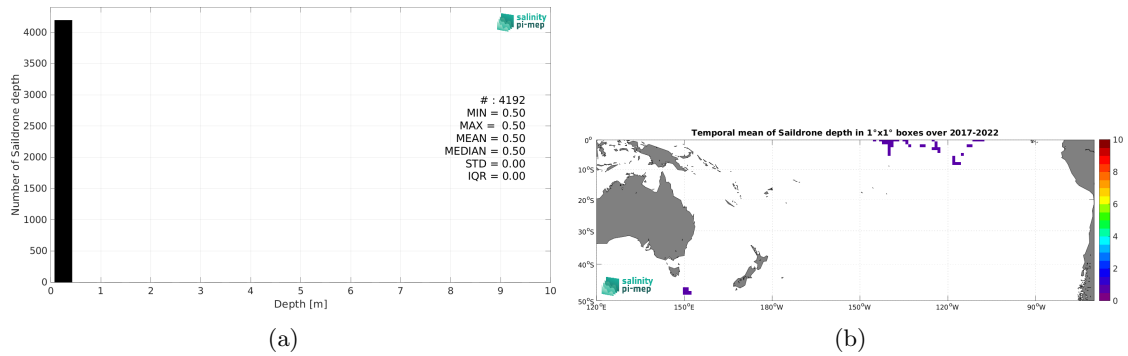 4000
3500
3000
2500
2000
1500
1000
500
0
Number of Saildrone depth
0 1 2 3 4 5 6 7 8 9 10
Depth [m]
salinity
pi-mep
# : 4192
MIN = 0.50
MAX = 0.50
MEAN = 0.50
MEDIAN = 0.50
STD = 0.00
IQR = 0.00
(a)
Temporal mean of Saildrone depth in 1°x1° boxes over 2017-2022
0°
10°S
20°S
30°S
40°S
50°S
120°E 150°E 180°W 150°W 120°W 90°W
salinity
pi-mep
10
8
6
4
2
0
(b)